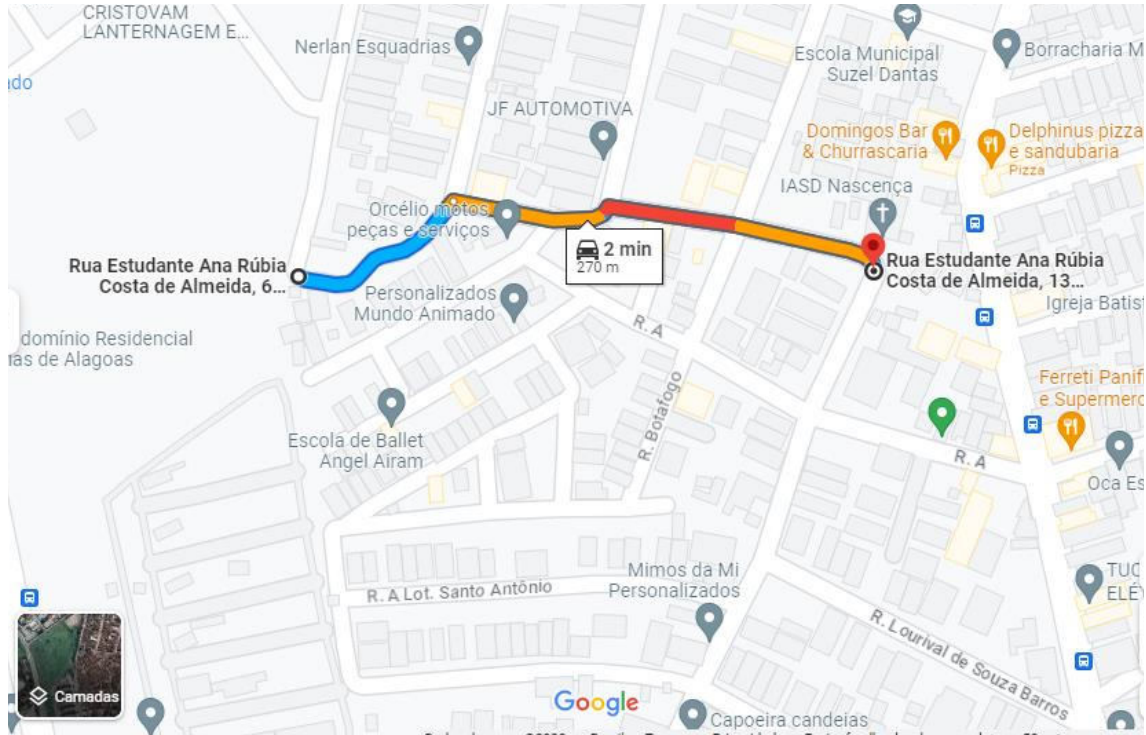 CRISTOVAM
LANTERNAGEM E...
Nerlan Esquadrias
Escola Municipal
Suzel Dantas
Borracharia M
ado
JF AUTOMOTIVA
Domingos Bar
& Churrascaria
Delphinus pizza
e sandubaria
Pizza
IASD Nascença
Orcélio motos
peças e serviços
2 min
270 m
Rua Estudante Ana Rúbia
Costa de Almeida, 6...
Rua Estudante Ana Rúbia
Costa de Almeida, 13...
Personalizados
Mundo Animado
Igreja Batist
R. A
domínio Residencial
as de Alagoas
R. Botafogo
Ferreti Panif
e Supermerc
Escola de Ballet
Angel Airam
R. A
Oca Es
Mimos da Mi
Personalizados
R. A Lot. Santo Antônio
TUC
ELÉV
R. Lourival de Souza Barros
Camadas
Google
Capoeira candeias